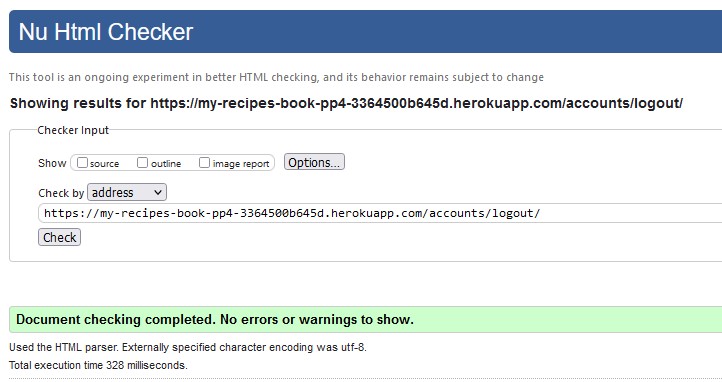 Nu Html Checker
This tool is an ongoing experiment in better HTML checking, and its behavior remains subject to change
Showing results for https://my-recipes-book-pp4-3364500b645d.herokuapp.com/accounts/logout/
Checker Input
Show source outline image report Options...
Check by address
https://my-recipes-book-pp4-3364500b645d.herokuapp.com/accounts/logout/
Check
Document checking completed. No errors or warnings to show.
Used the HTML parser. Externally specified character encoding was utf-8.
Total execution time 328 milliseconds.